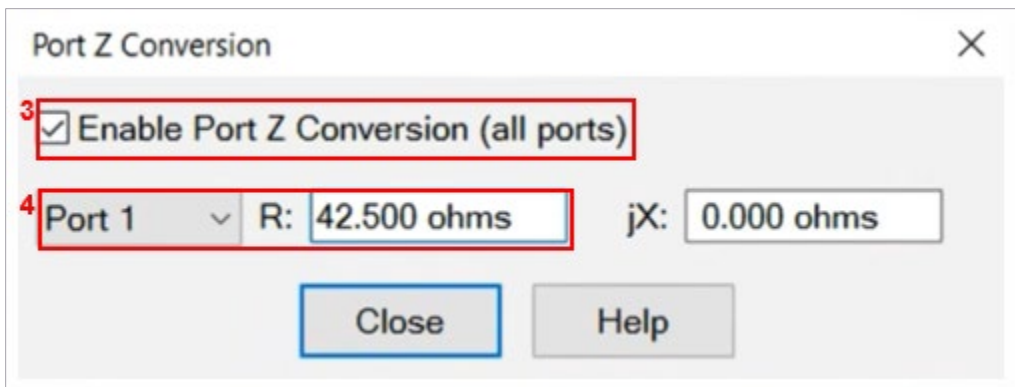 Port Z Conversion
3 Enable Port Z Conversion (all ports)
4 Port 1 R: 42.500 ohms jX: 0.000 ohms
Close Help